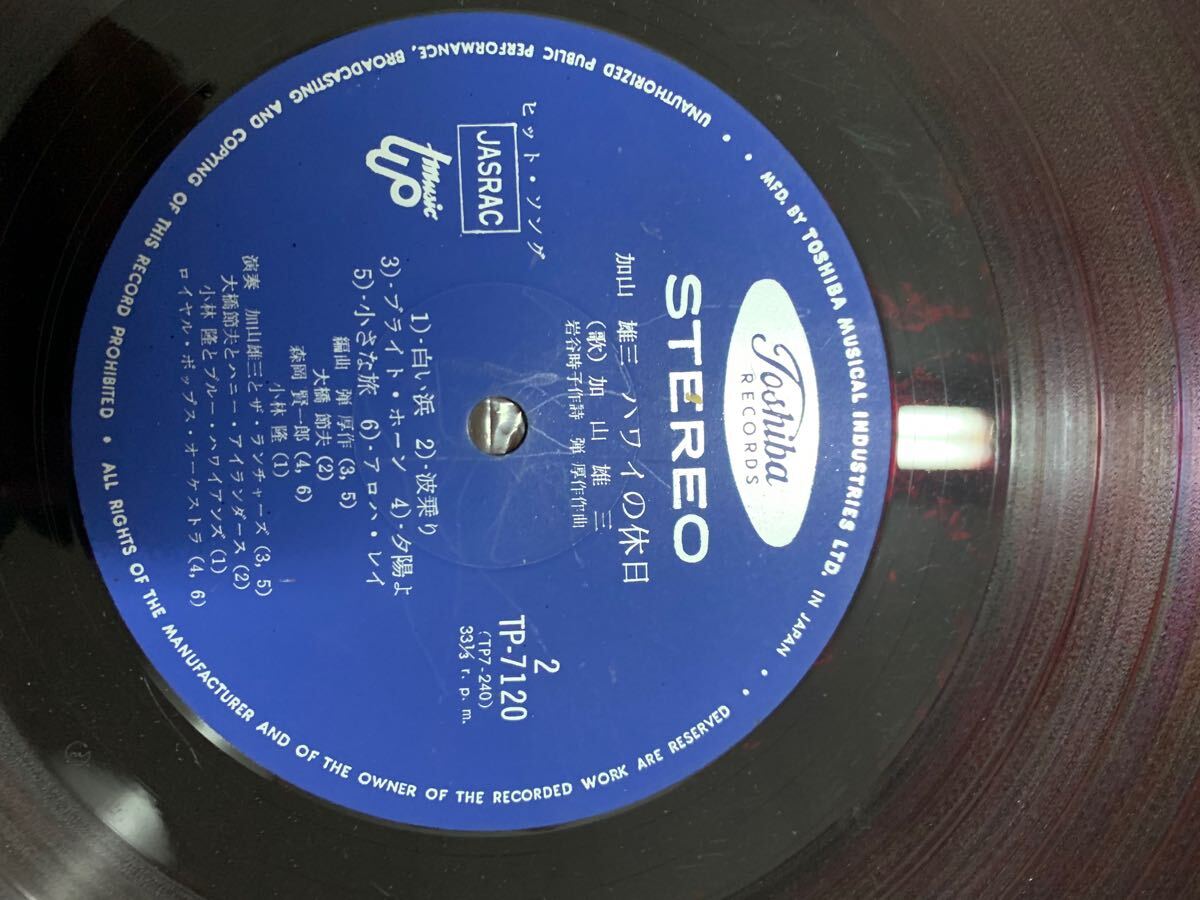 MFD. BY TOSHIBA MUSICAL INDUSTRIES LTD. IN JAPAN
Toshiba
RECORDS
STEREO
加山 雄三 ハワイの休日
(歌) 加山 雄三
岩谷時子作詩 弾 厚作作曲
ヒット・ソング
JASRAC
music up
2
TP-7120
(TP7-240)
33⅓ r. p. m.
1)・白い浜 2)・波乗り
3)・ブライト・ホーン 4)・夕陽よ
5)・小さな旅 6)・アロハ・レイ
編曲 弾 厚作 (3, 5)
大橋 節夫 (2)
小林 隆 (1)
森岡 賢一郎 (4, 6)
演奏 加山雄三とザ・ランチャーズ (3, 5)
大橋節夫とハニー・アイランダース (2)
小林 隆とブルー・ハワイアンズ (1)
ロイヤル・ポップス・オーケストラ (4, 6)
UNAUTHORIZED PUBLIC PERFORMANCE, BROADCASTING AND COPYING OF THIS RECORD PROHIBITED • ALL RIGHTS OF THE MANUFACTURER AND OF THE OWNER OF THE RECORDED WORK ARE RESERVED •